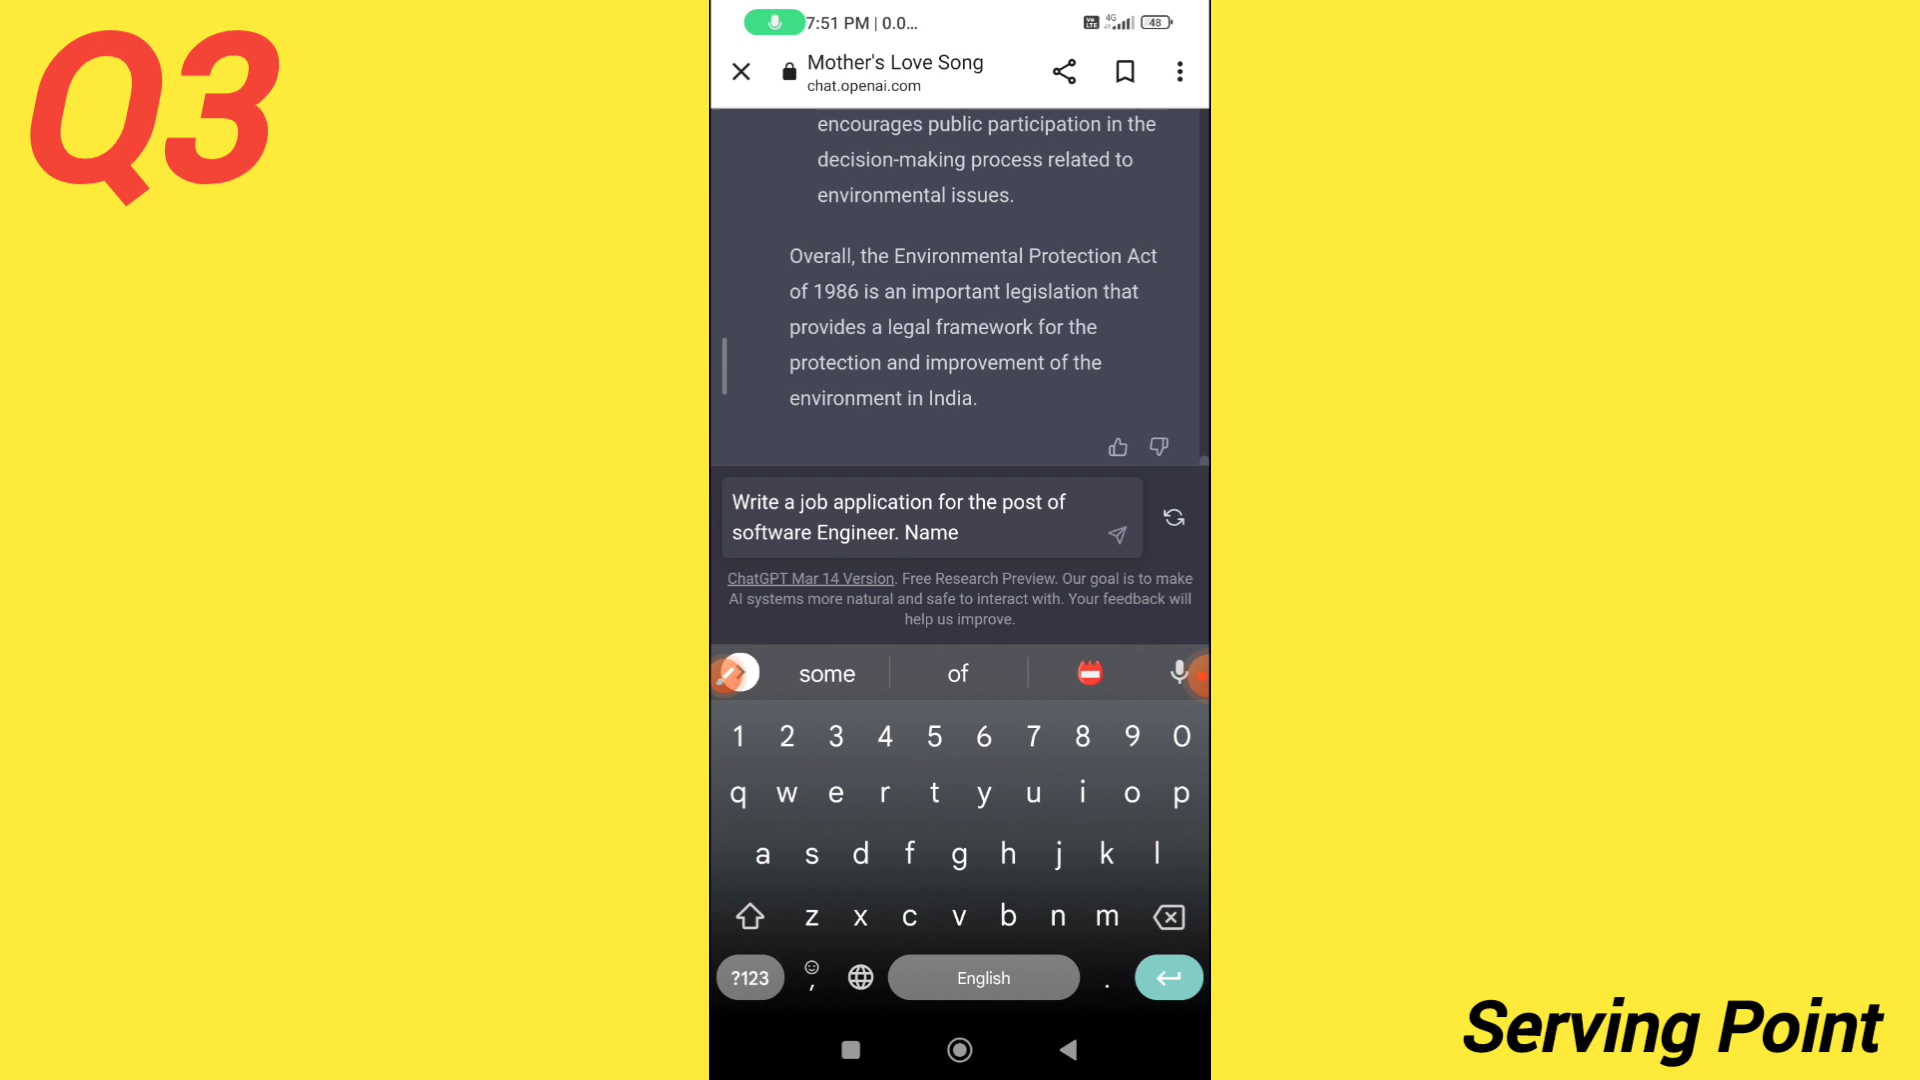 Q3
7:51 PM | 0.0...
Vo LTE
4G
48
Mother's Love Song
chat.openai.com
encourages public participation in the
decision-making process related to
environmental issues.
Overall, the Environmental Protection Act
of 1986 is an important legislation that
provides a legal framework for the
protection and improvement of the
environment in India.
Write a job application for the post of
software Engineer. Name
ChatGPT Mar 14 Version. Free Research Preview. Our goal is to make
AI systems more natural and safe to interact with. Your feedback will
help us improve.
some of
1 2 3 4 5 6 7 8 9 0
q w e r t y u i o p
a s d f g h j k l
z x c v b n m
?123 , English .
Serving Point